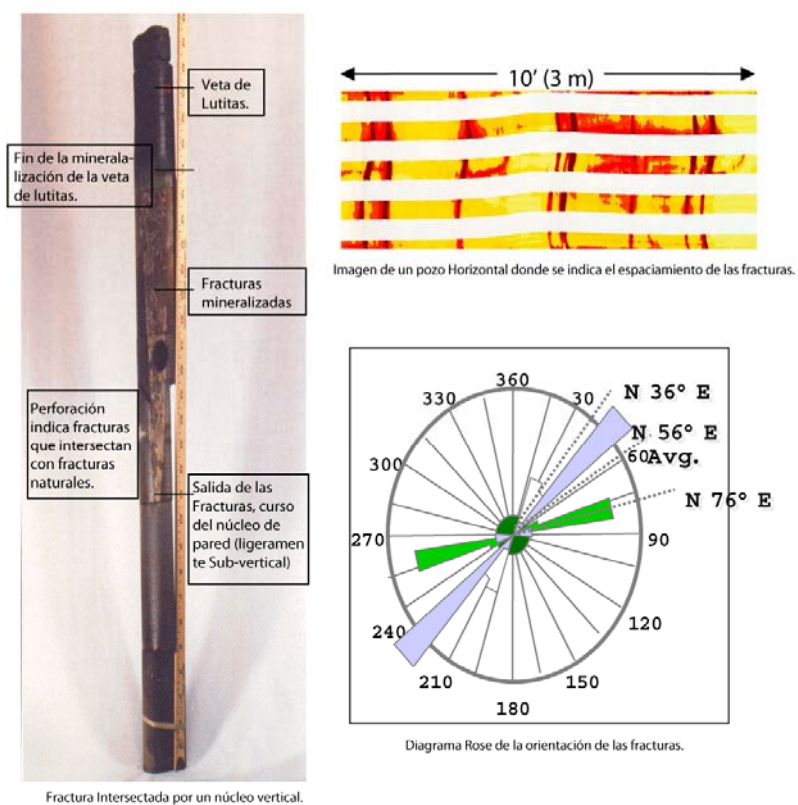 Veta de
Lutitas.
Fin de la minerala-
lización de la veta
de lutitas.
Fracturas
mineralizadas
Perforación
indica fracturas
que intersectan
con fracturas
naturales.
Salida de las
Fracturas, curso
del núcleo de
pared (ligeramen
te Sub-vertical)
Fractura Intersectada por un núcleo vertical.
10' (3 m)
Imagen de un pozo Horizontal donde se indica el espaciamiento de las fracturas.
360
330
30
N 36° E
N 56° E
300
60
Avg.
N 76° E
270
90
240
120
210
150
180
Diagrama Rose de la orientación de las fracturas.